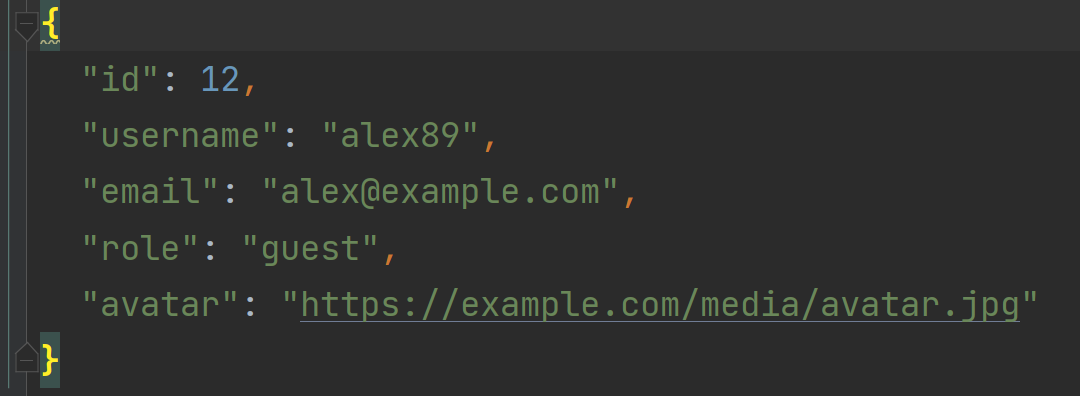 {
"id": 12,
"username": "alex89",
"email": "alex@example.com",
"role": "guest",
"avatar": "https://example.com/media/avatar.jpg"
}